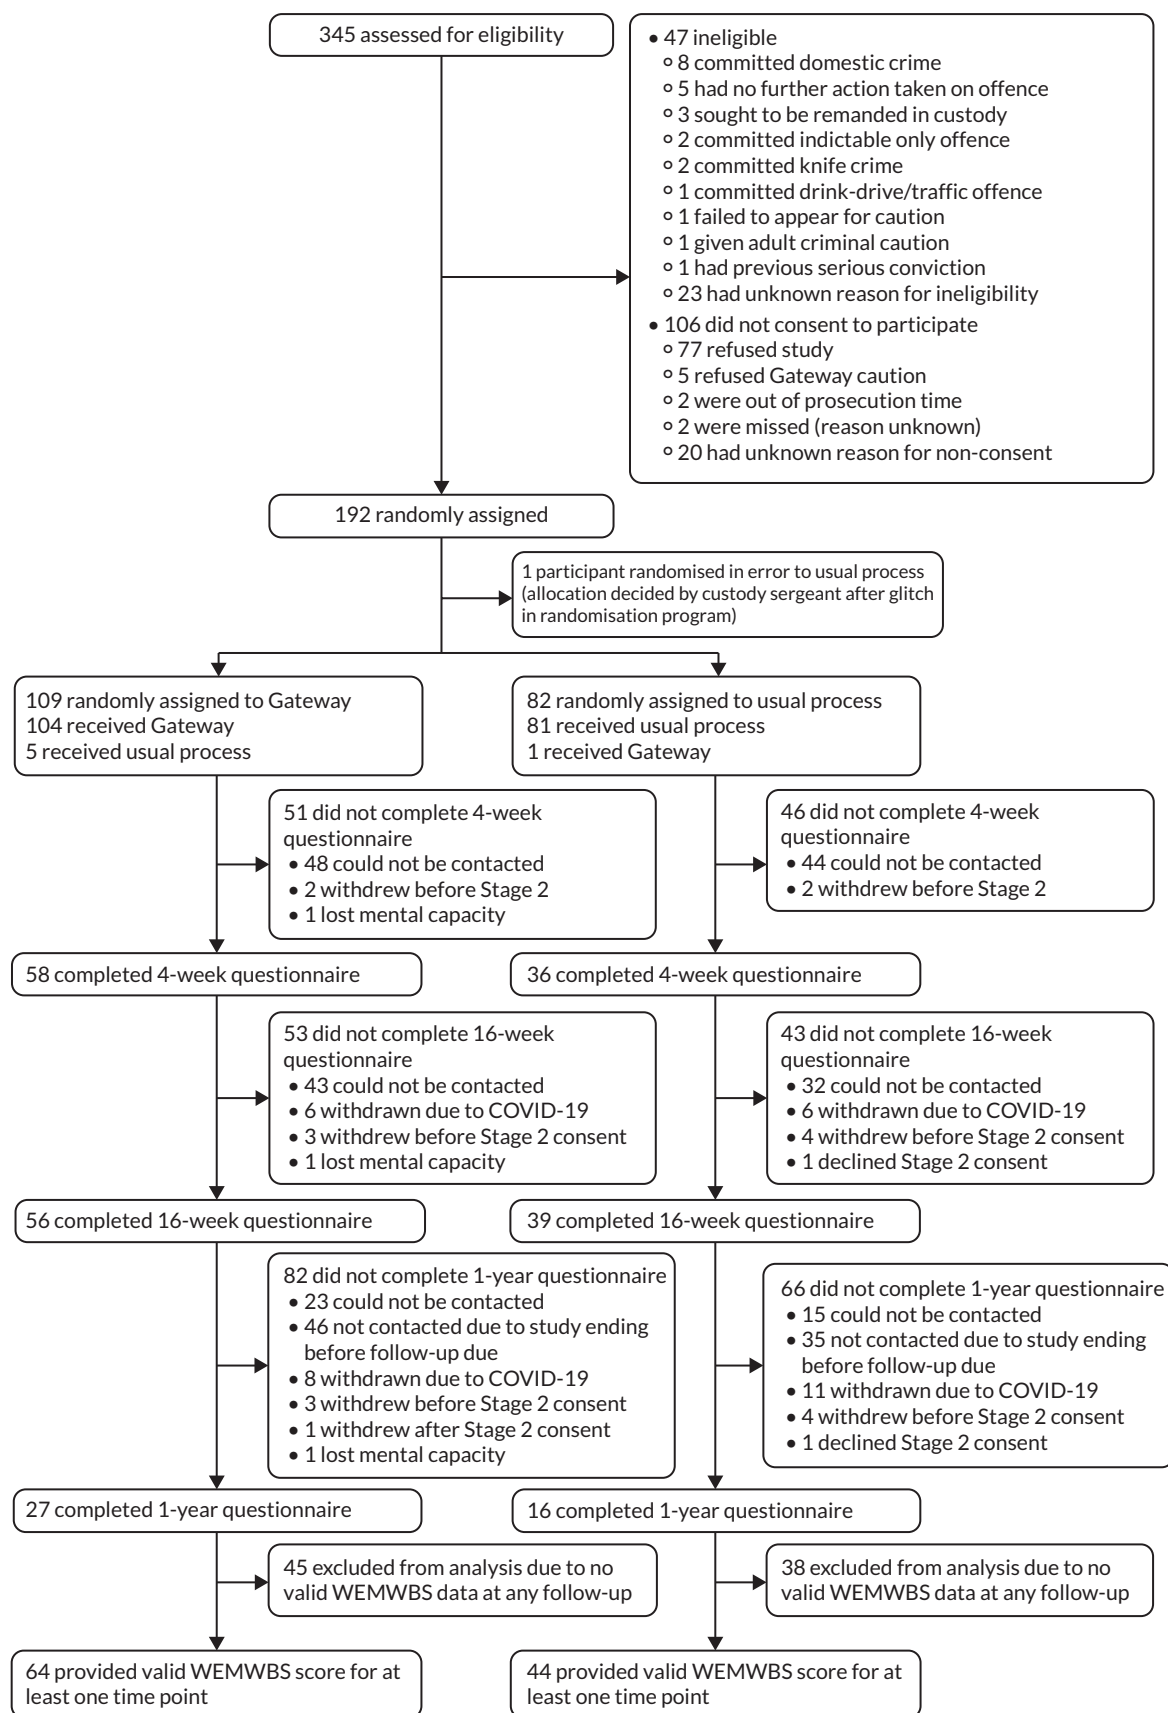 345 assessed for eligibility
• 47 ineligible
⚬ 8 committed domestic crime
⚬ 5 had no further action taken on offence
⚬ 3 sought to be remanded in custody
⚬ 2 committed indictable only offence
⚬ 2 committed knife crime
⚬ 1 committed drink-drive/traffic offence
⚬ 1 failed to appear for caution
⚬ 1 given adult criminal caution
⚬ 1 had previous serious conviction
⚬ 23 had unknown reason for ineligibility
• 106 did not consent to participate
⚬ 77 refused study
⚬ 5 refused Gateway caution
⚬ 2 were out of prosecution time
⚬ 2 were missed (reason unknown)
⚬ 20 had unknown reason for non-consent
192 randomly assigned
1 participant randomised in error to usual process
(allocation decided by custody sergeant after glitch
in randomisation program)
109 randomly assigned to Gateway
104 received Gateway
5 received usual process
82 randomly assigned to usual process
81 received usual process
1 received Gateway
51 did not complete 4-week
questionnaire
• 48 could not be contacted
• 2 withdrew before Stage 2
• 1 lost mental capacity
46 did not complete 4-week
questionnaire
• 44 could not be contacted
• 2 withdrew before Stage 2
58 completed 4-week questionnaire
36 completed 4-week questionnaire
53 did not complete 16-week
questionnaire
• 43 could not be contacted
• 6 withdrawn due to COVID-19
• 3 withdrew before Stage 2 consent
• 1 lost mental capacity
43 did not complete 16-week
questionnaire
• 32 could not be contacted
• 6 withdrawn due to COVID-19
• 4 withdrew before Stage 2 consent
• 1 declined Stage 2 consent
56 completed 16-week questionnaire
39 completed 16-week questionnaire
82 did not complete 1-year questionnaire
• 23 could not be contacted
• 46 not contacted due to study ending
before follow-up due
• 8 withdrawn due to COVID-19
• 3 withdrew before Stage 2 consent
• 1 withdrew after Stage 2 consent
• 1 lost mental capacity
66 did not complete 1-year questionnaire
• 15 could not be contacted
• 35 not contacted due to study ending
before follow-up due
• 11 withdrawn due to COVID-19
• 4 withdrew before Stage 2 consent
• 1 declined Stage 2 consent
27 completed 1-year questionnaire
16 completed 1-year questionnaire
45 excluded from analysis due to no
valid WEMWBS data at any follow-up
38 excluded from analysis due to no
valid WEMWBS data at any follow-up
64 provided valid WEMWBS score for at
least one time point
44 provided valid WEMWBS score for at
least one time point